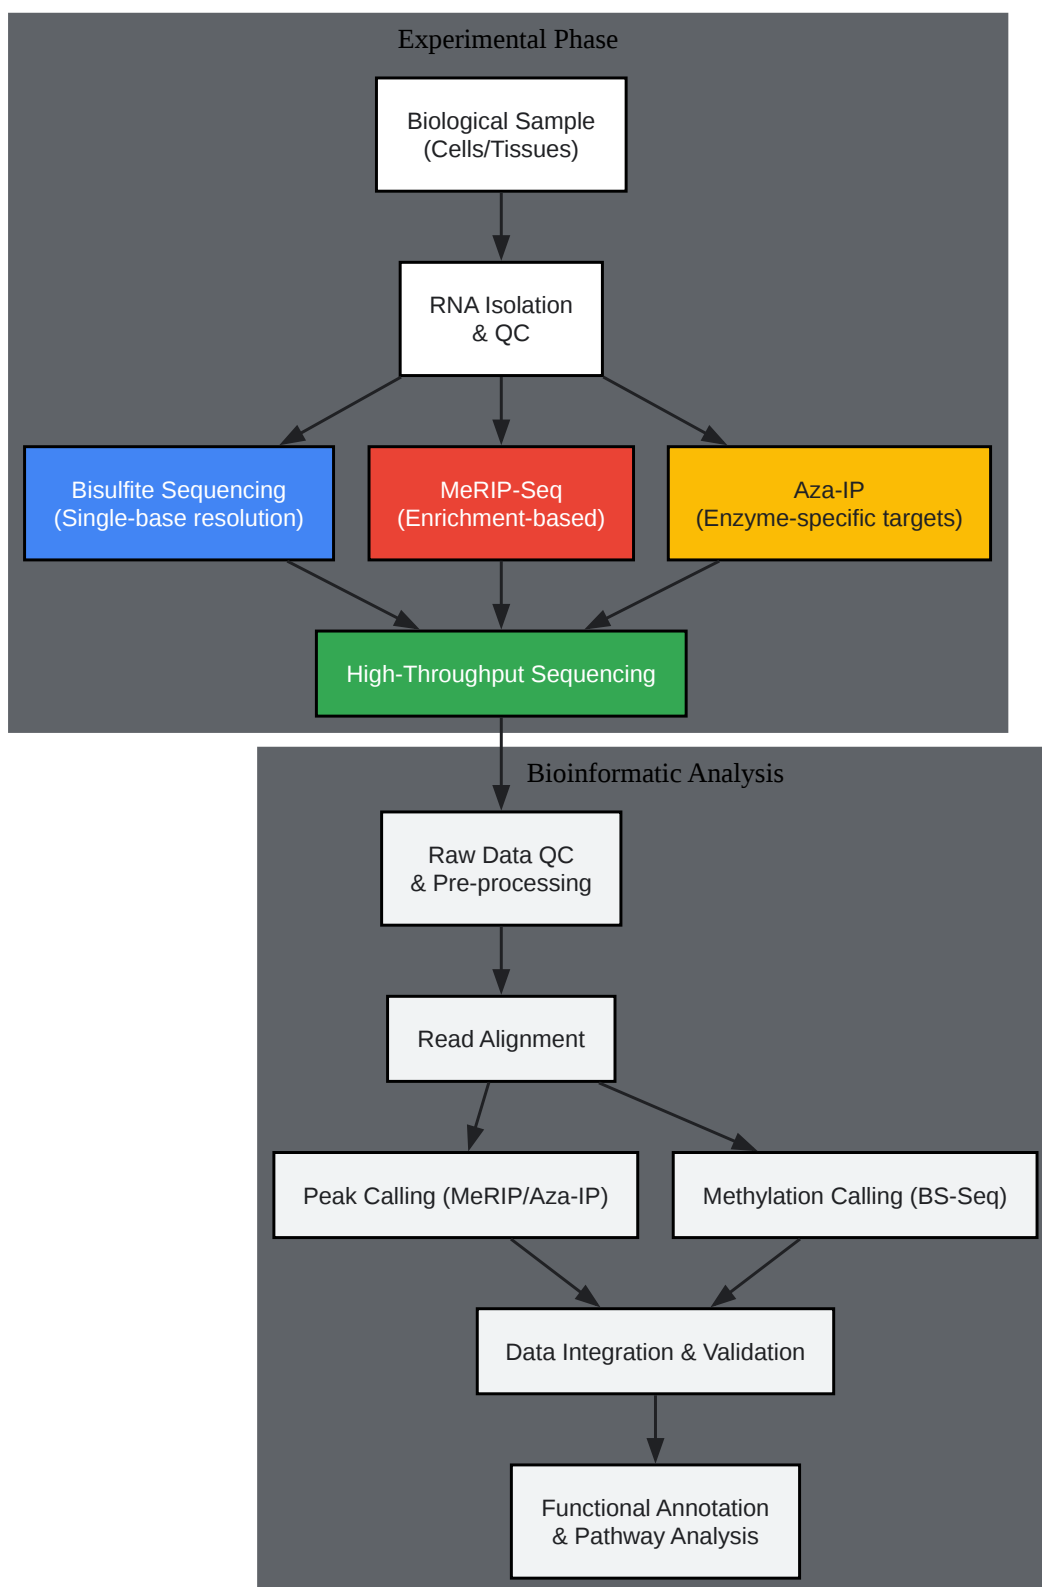 Experimental Phase
Biological Sample
(Cells/Tissues)
RNA Isolation
& QC
Bisulfite Sequencing
(Single-base resolution)
MeRIP-Seq
(Enrichment-based)
Aza-IP
(Enzyme-specific targets)
High-Throughput Sequencing
Bioinformatic Analysis
Raw Data QC
& Pre-processing
Read Alignment
Peak Calling (MeRIP/Aza-IP)
Methylation Calling (BS-Seq)
Data Integration & Validation
Functional Annotation
& Pathway Analysis